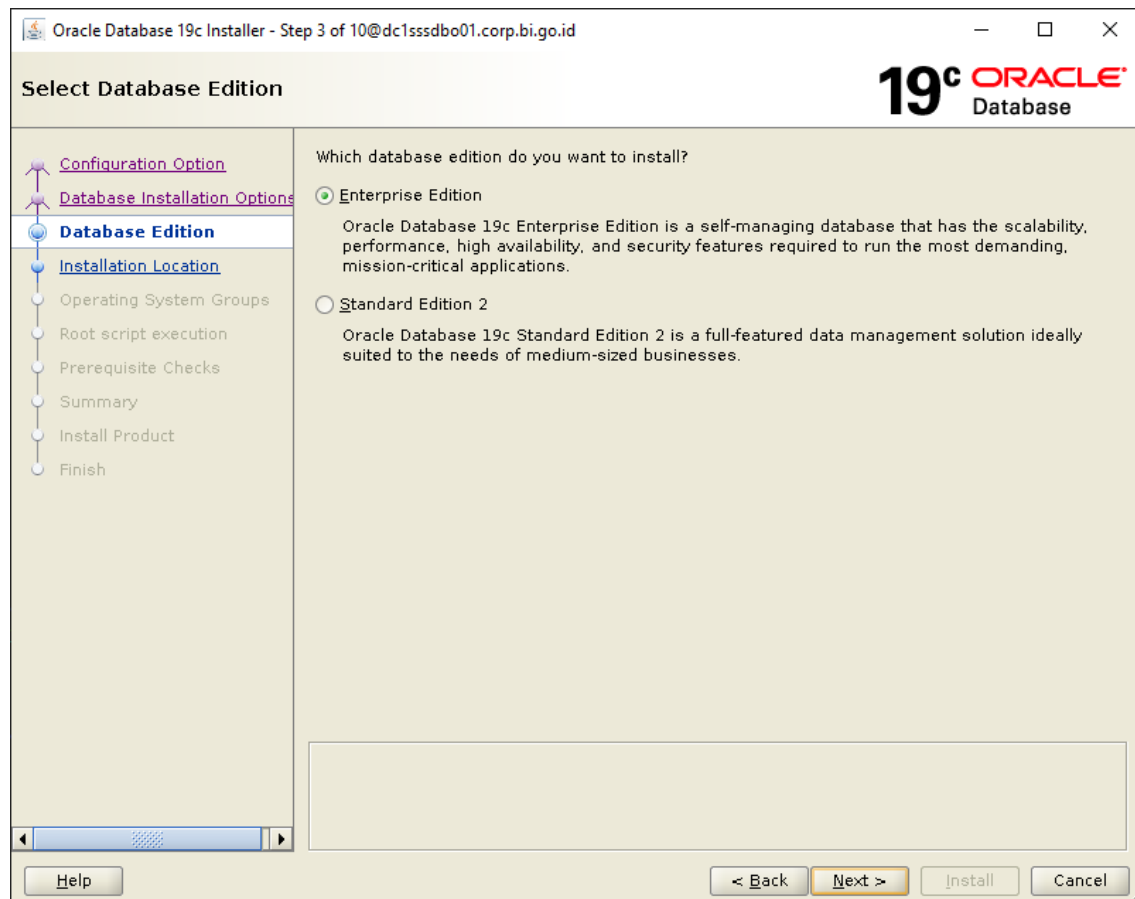 Oracle Database 19c Installer - Step 3 of 10@dc1sssdbo01.corp.bi.go.id
Select Database Edition
19c ORACLE
Database
Configuration Option
Database Installation Options
Database Edition
Installation Location
Operating System Groups
Root script execution
Prerequisite Checks
Summary
Install Product
Finish
Which database edition do you want to install?
Enterprise Edition
Oracle Database 19c Enterprise Edition is a self-managing database that has the scalability,
performance, high availability, and security features required to run the most demanding,
mission-critical applications.
Standard Edition 2
Oracle Database 19c Standard Edition 2 is a full-featured data management solution ideally
suited to the needs of medium-sized businesses.
Help
< Back
Next >
Install
Cancel